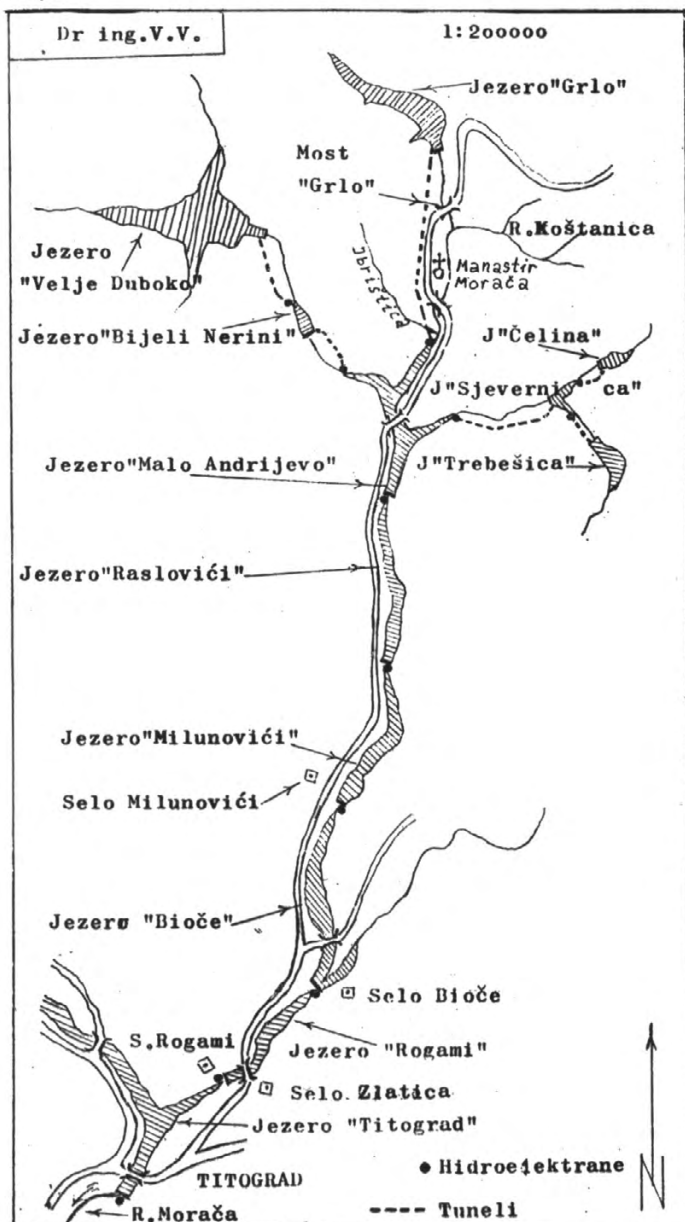 Dr ing.V.V.
1:200000
Jezero"Grlo"
Most
"Grlo"
R.Koštanica
Jezero
"Velje Duboko"
Ibrištica
Manastir
Morača
Jezero"Bijeli Nerini"
J"Čelina"
J"Sjeverni ca"
Jezero"Malo Andrijevo"
J"Trebešica"
Jezero"Raslovići"
Jezero"Milunovići"
Selo Milunovići
Jezero "Bioče"
Selo Bioče
S.Rogami
Jezero "Rogami"
Selo Zlatica
Jezero "Titograd"
TITOGRAD
Hidroelektrane
N
Tuneli
R.Morača